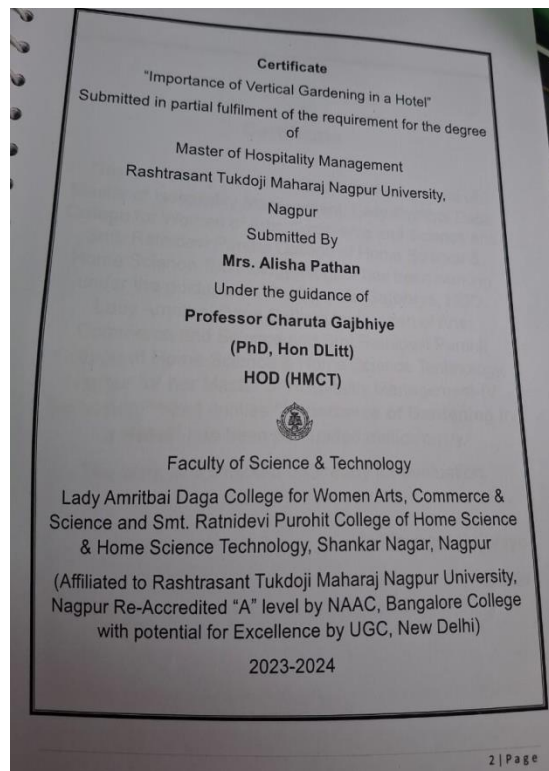 Certificate
"Importance of Vertical Gardening in a Hotel"
Submitted in partial fulfilment of the requirement for the degree
of
Master of Hospitality Management
Rashtrasant Tukdoji Maharaj Nagpur University,
Nagpur
Submitted By
Mrs. Alisha Pathan
Under the guidance of
Professor Charuta Gajbhiye
(PhD, Hon DLitt)
HOD (HMCT)
Faculty of Science & Technology
Lady Amritbai Daga College for Women Arts, Commerce &
Science and Smt. Ratnidevi Purohit College of Home Science
& Home Science Technology, Shankar Nagar, Nagpur
(Affiliated to Rashtrasant Tukdoji Maharaj Nagpur University,
Nagpur Re-Accredited "A" level by NAAC, Bangalore College
with potential for Excellence by UGC, New Delhi)
2023-2024
2 | Page